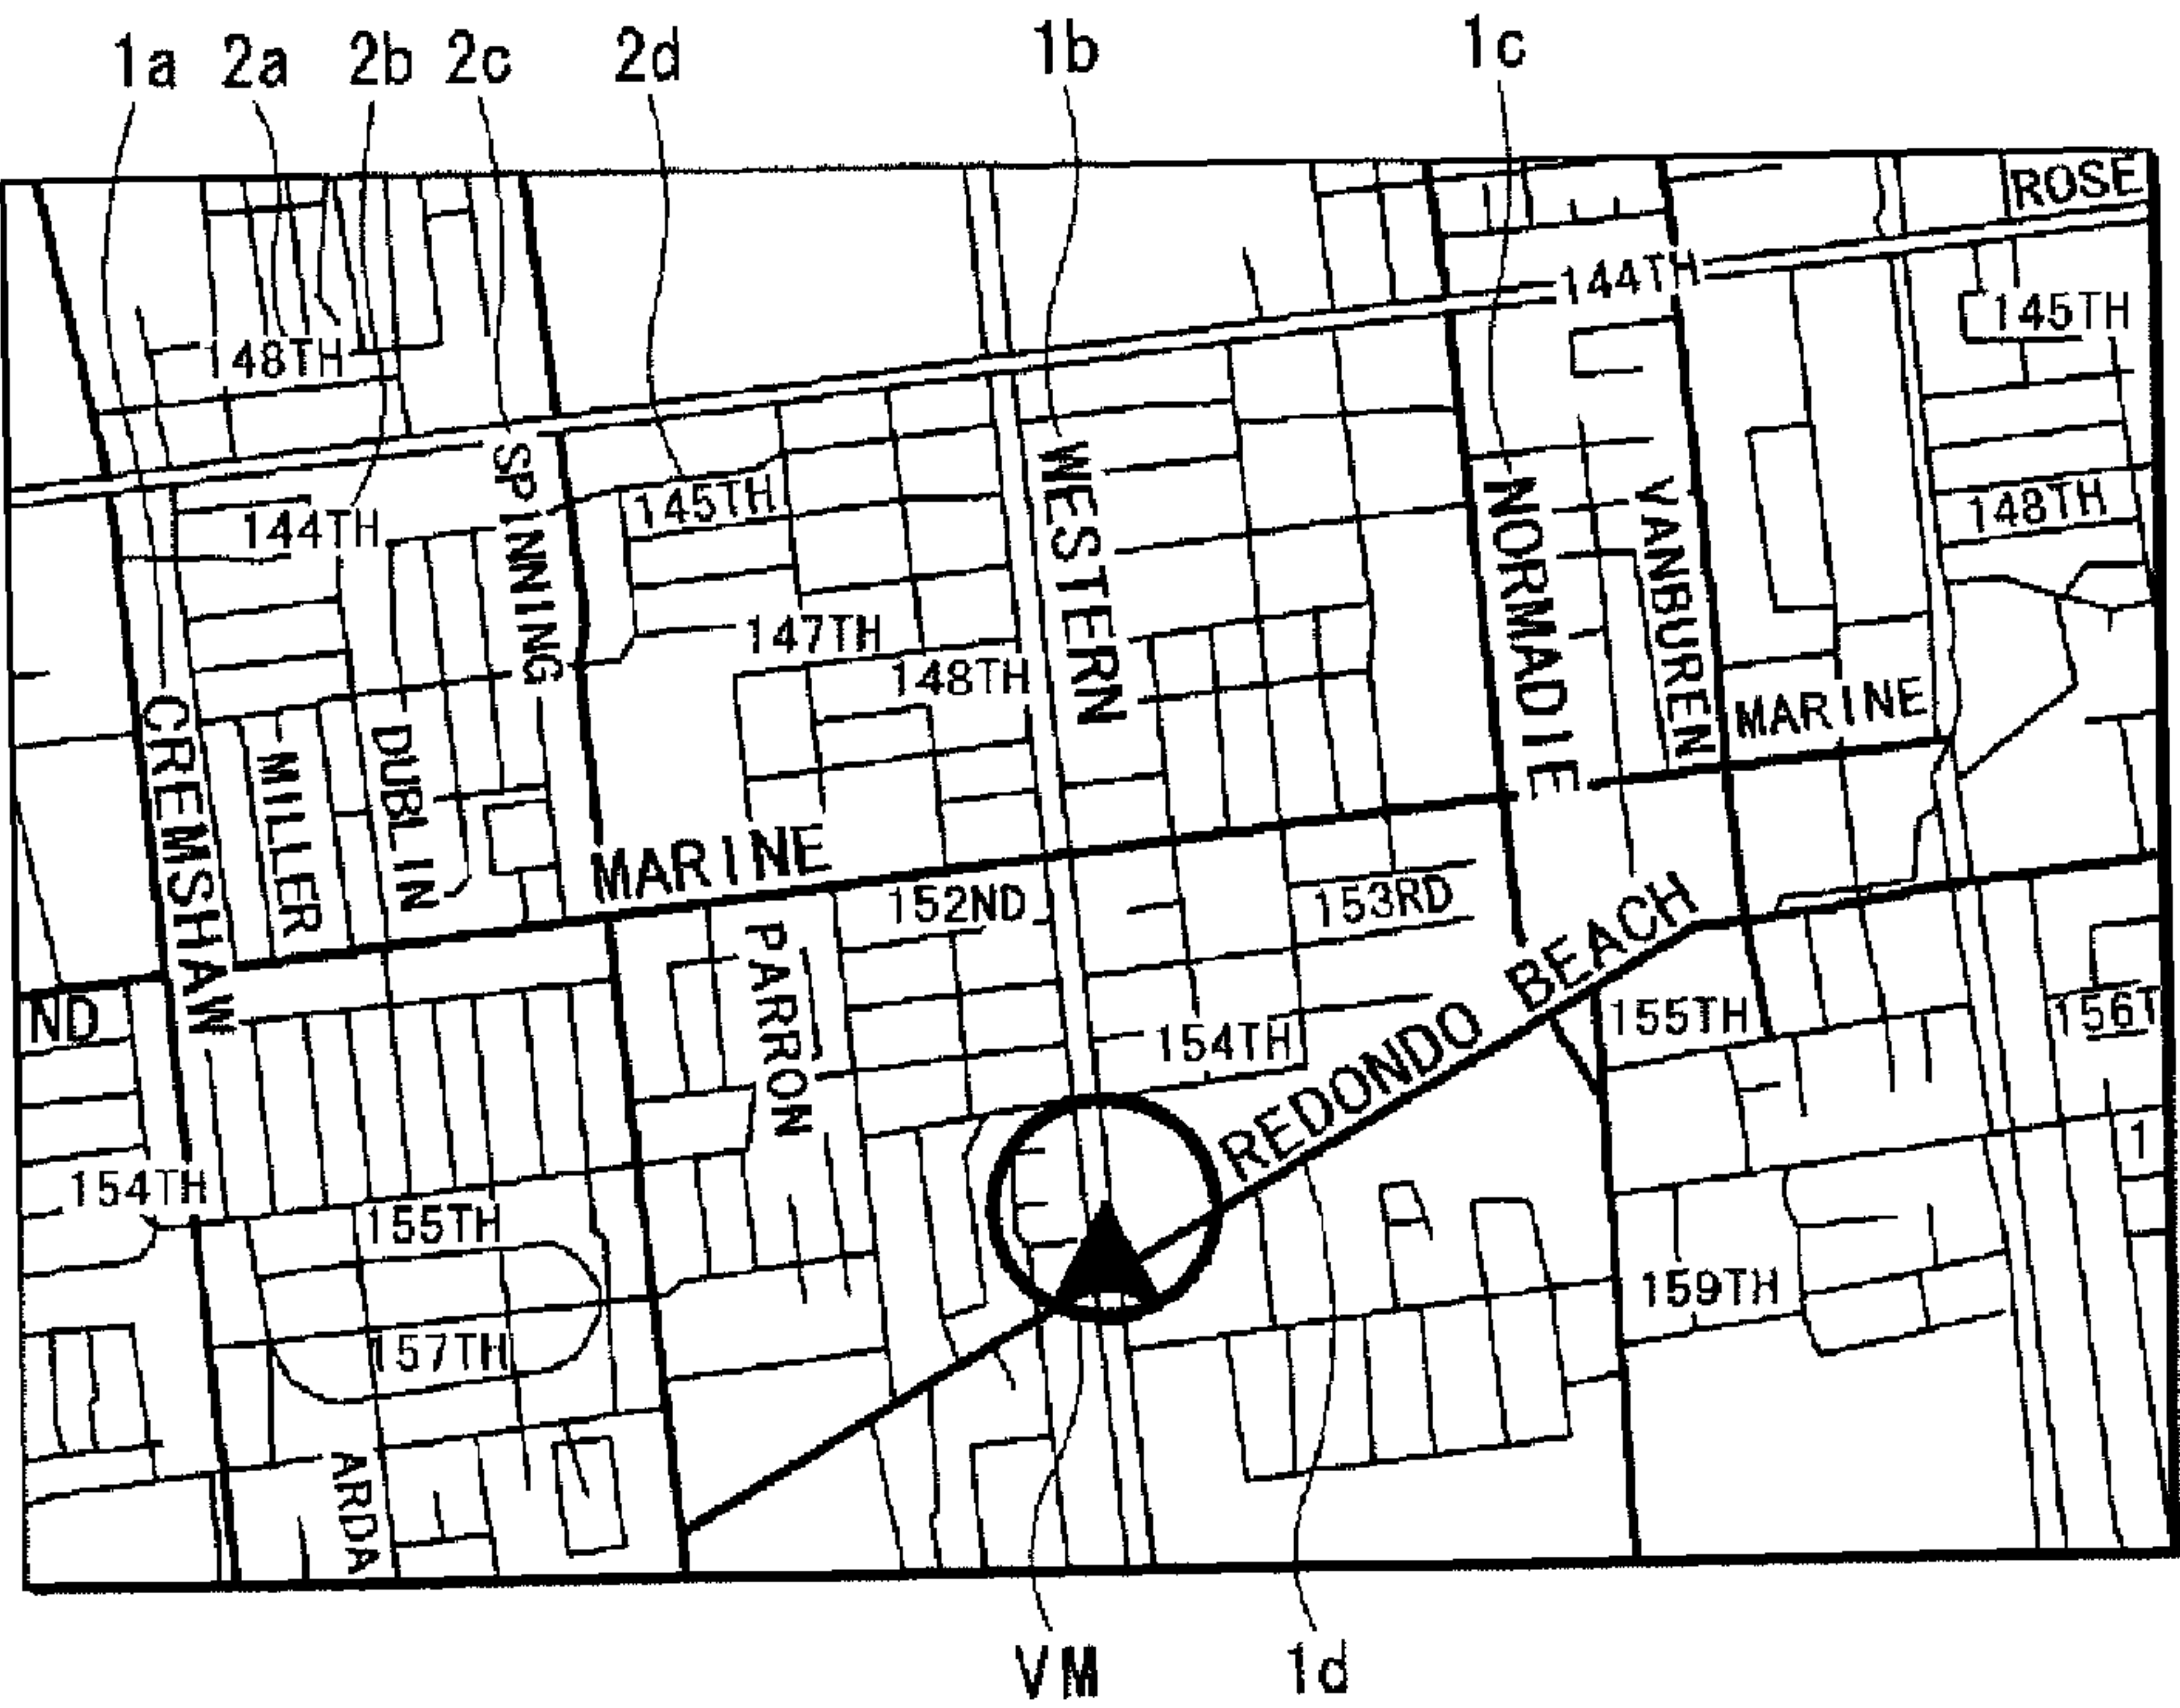 1a 2a 2b 2c 2d 1b 1c
ROSE
144TH
145TH
148TH
SPINNING
145TH
WESTERN
NORMADIE
VANBUREN
148TH
144TH
147TH
148TH
MARINE
CREMSHAW
MILLER
DUBLIN
MARINE
152ND
153RD
PARRON
REDONDO BEACH
ND
154TH
155TH
156T
1
154TH
155TH
159TH
157TH
ARDA
VM 1d